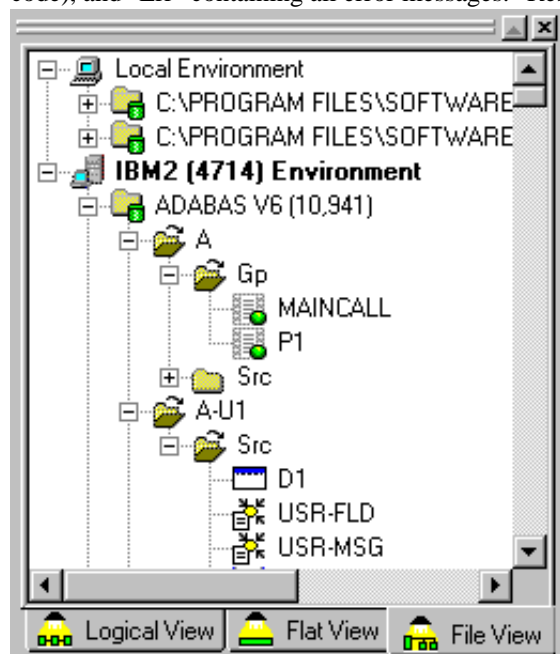 code), and "Err" containing all error messages.
Local Environment
C:\PROGRAM FILES\SOFTWARE
C:\PROGRAM FILES\SOFTWARE
IBM2 (4714) Environment
ADABAS V6 (10,941)
A
Gp
MAINCALL
P1
Src
A-U1
Src
D1
USR-FLD
USR-MSG
Logical View
Flat View
File View